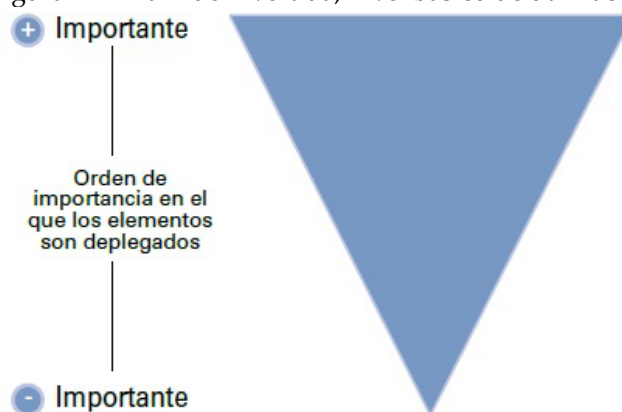 + Importante
Orden de
importancia en el
que los elementos
son deplegados
- Importante